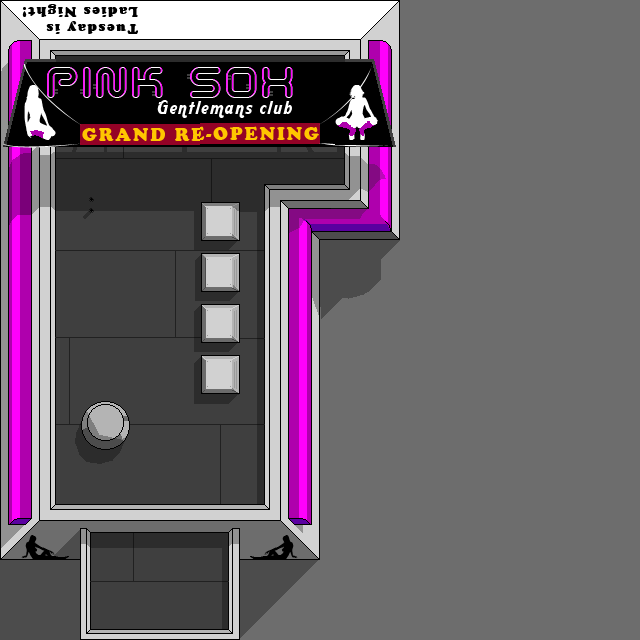 Tuesday is
Ladies Night!
PINK SOX
Gentlemans club
GRAND RE-OPENING